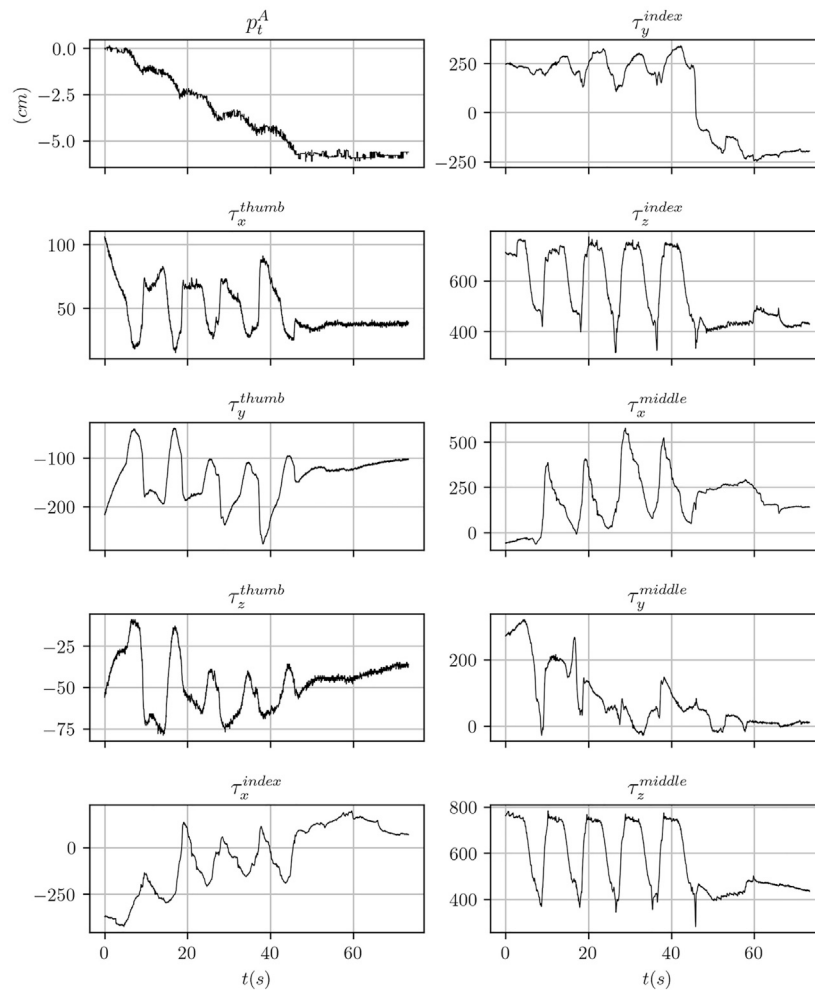 p_t^A
τ_y^{index}
0.0
−2.5
−5.0
(cm)
250
0
−250
τ_x^{thumb}
τ_z^{index}
100
50
600
400
τ_y^{thumb}
τ_x^{middle}
−100
−200
500
250
0
τ_z^{thumb}
τ_y^{middle}
−25
−50
−75
200
0
τ_x^{index}
τ_z^{middle}
0
−250
800
600
400
0 20 40 60
0 20 40 60
t(s)
t(s)